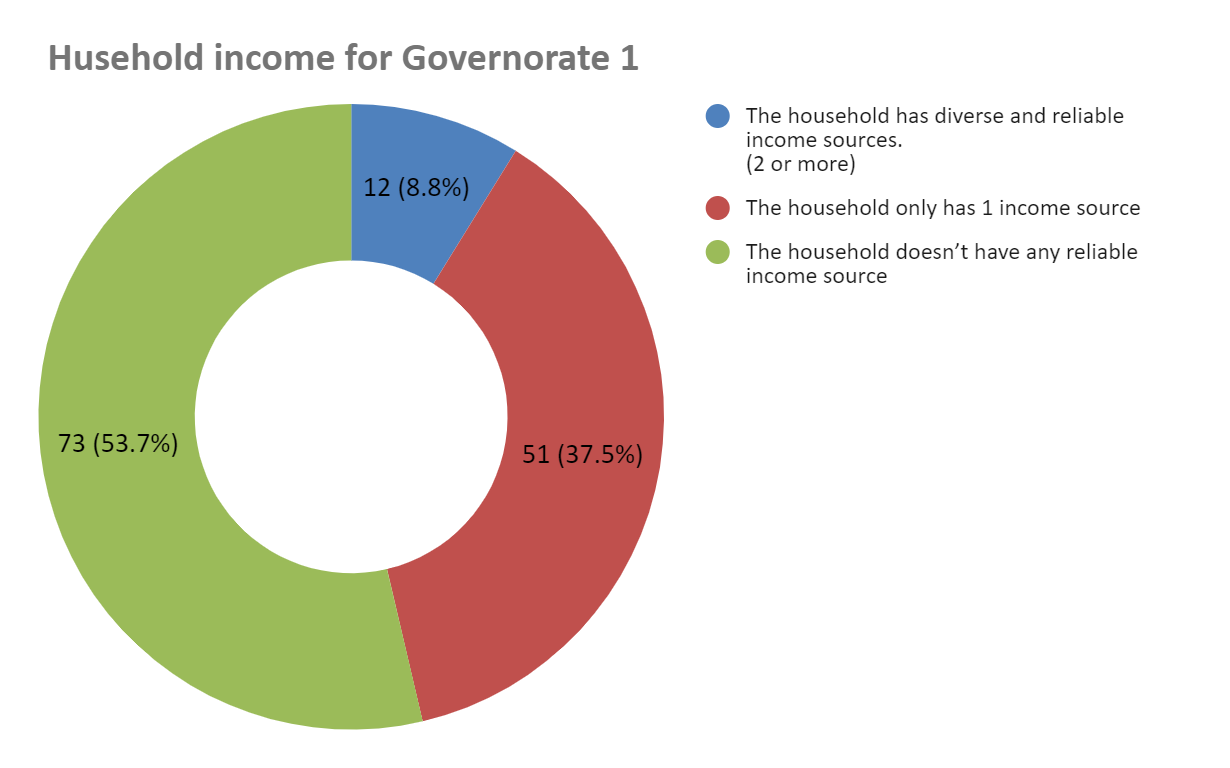 Husehold income for Governorate 1
The household has diverse and reliable
income sources.
(2 or more)
The household only has 1 income source
The household doesn’t have any reliable
income source
12 (8.8%)
51 (37.5%)
73 (53.7%)